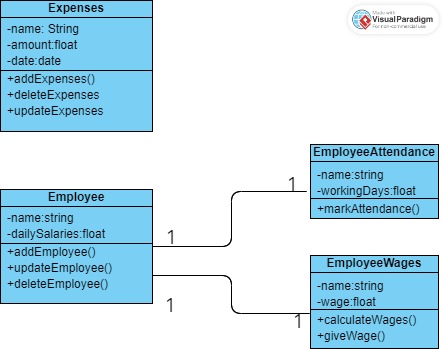 Expenses
-name: String
-amount:float
-date:date
+addExpenses()
+deleteExpenses
+updateExpenses
Made with
Visual Paradigm
For non-commercial use
EmployeeAttendance
-name:string
-workingDays:float
+markAttendance()
1
Employee
-name:string
-dailySalaries:float
+addEmployee()
+updateEmployee()
+deleteEmployee()
1
1
EmployeeWages
-name:string
-wage:float
+calculateWages()
+giveWage()
1